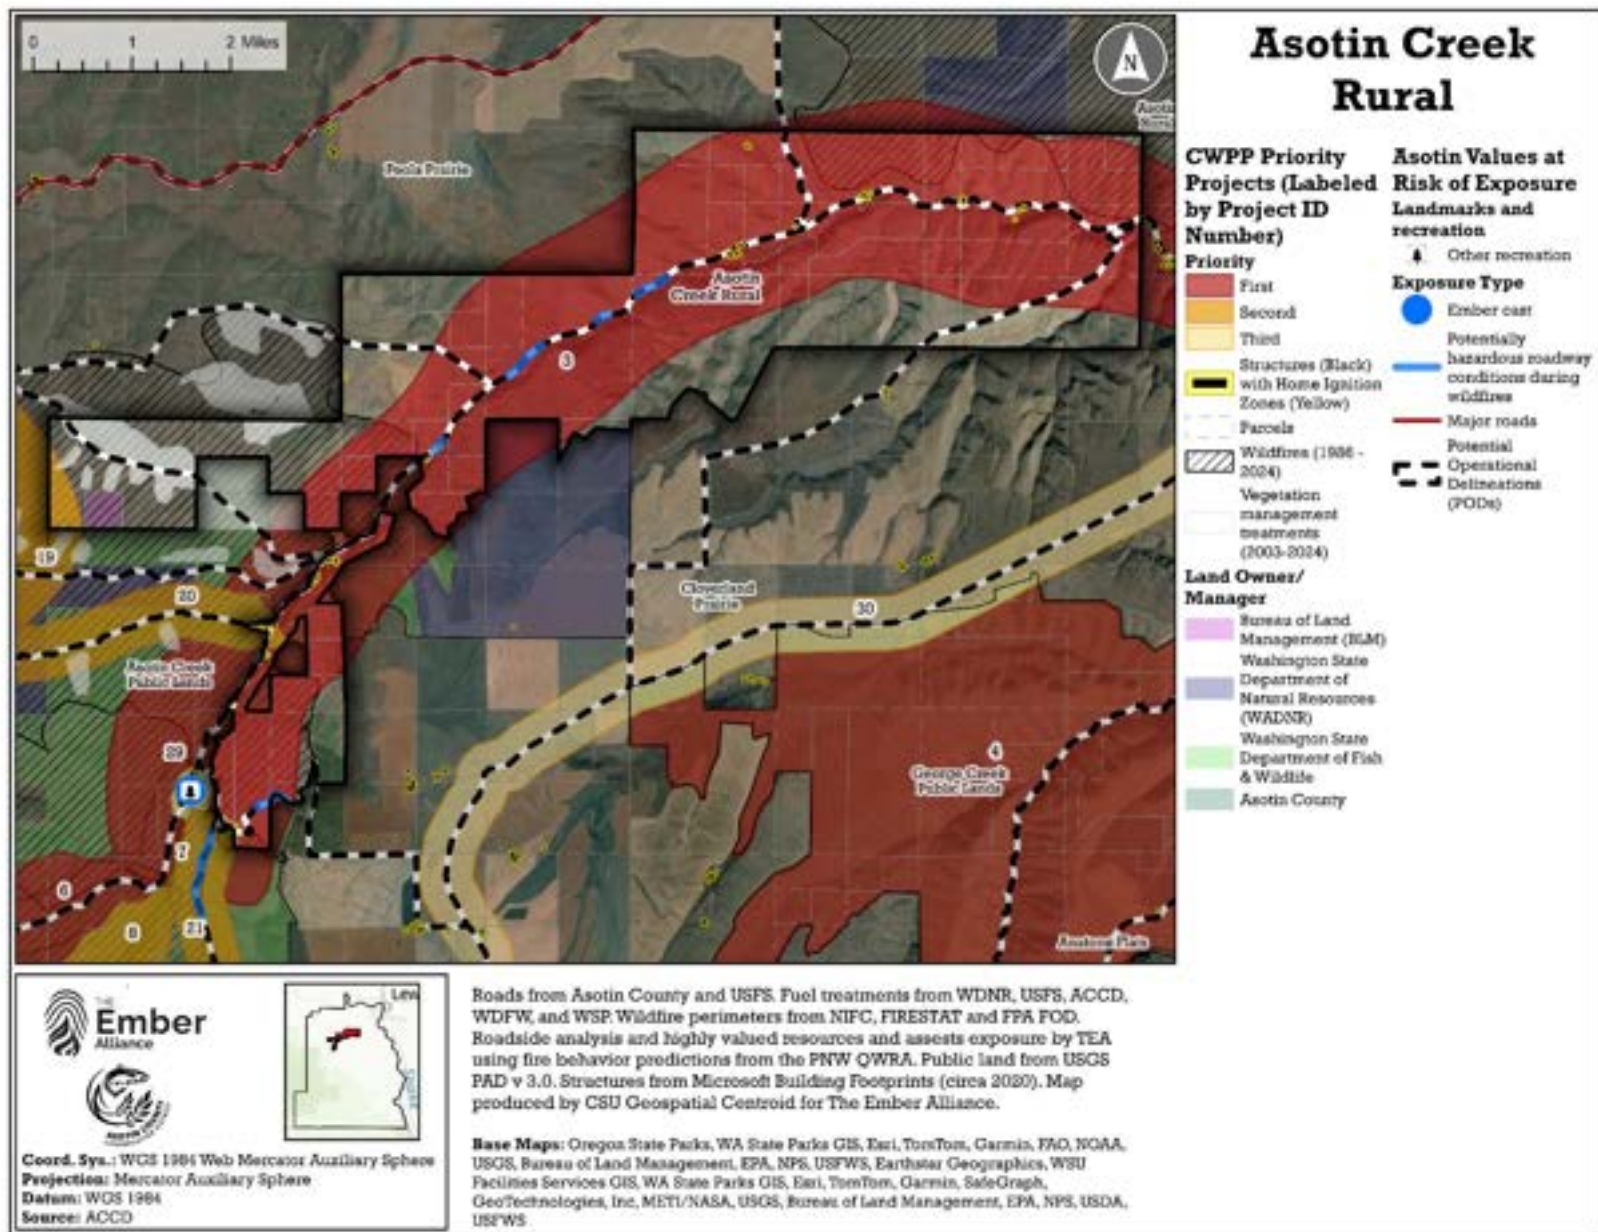 0 1 2 Miles
N
Asotin Creek
Rural
Peola Prairie
Asotin
Creek Rural
3
19
20
Cloverland
Prairie
30
Asotin Creek
Public Lands
29
4
George Creek
Public Lands
7
6
8
21
Anatone Flats
CWPP Priority
Projects (Labeled
by Project ID
Number)
Priority
First
Second
Third
Structures (Black)
with Home Ignition
Zones (Yellow)
Parcels
Wildfires (1986 -
2024)
Vegetation
management
treatments
(2003-2024)
Land Owner/
Manager
Bureau of Land
Management (BLM)
Washington State
Department of
Natural Resources
(WADNR)
Washington State
Department of Fish
& Wildlife
Asotin County
Asotin Values at
Risk of Exposure
Landmarks and
recreation
Other recreation
Exposure Type
Ember cast
Potentially
hazardous roadway
conditions during
wildfires
Major roads
Potential
Operational
Delineations
(PODs)
THE
Ember
Alliance
Lew
Coord. Sys.: WGS 1984 Web Mercator Auxiliary Sphere
Projection: Mercator Auxiliary Sphere
Datum: WGS 1984
Source: ACCD
Roads from Asotin County and USFS. Fuel treatments from WDNR, USFS, ACCD,
WDFW, and WSP. Wildfire perimeters from NIFC, FIRESTAT and FPA FOD.
Roadside analysis and highly valued resources and assests exposure by TEA
using fire behavior predictions from the PNW QWRA. Public land from USGS
PAD v 3.0. Structures from Microsoft Building Footprints (circa 2020). Map
produced by CSU Geospatial Centroid for The Ember Alliance.
Base Maps: Oregon State Parks, WA State Parks GIS, Esri, TomTom, Garmin, FAO, NOAA,
USGS, Bureau of Land Management, EPA, NPS, USFWS, Earthstar Geographics, WSU
Facilities Services GIS, WA State Parks GIS, Esri, TomTom, Garmin, SafeGraph,
GeoTechnologies, Inc, METI/NASA, USGS, Bureau of Land Management, EPA, NPS, USDA,
USFWS